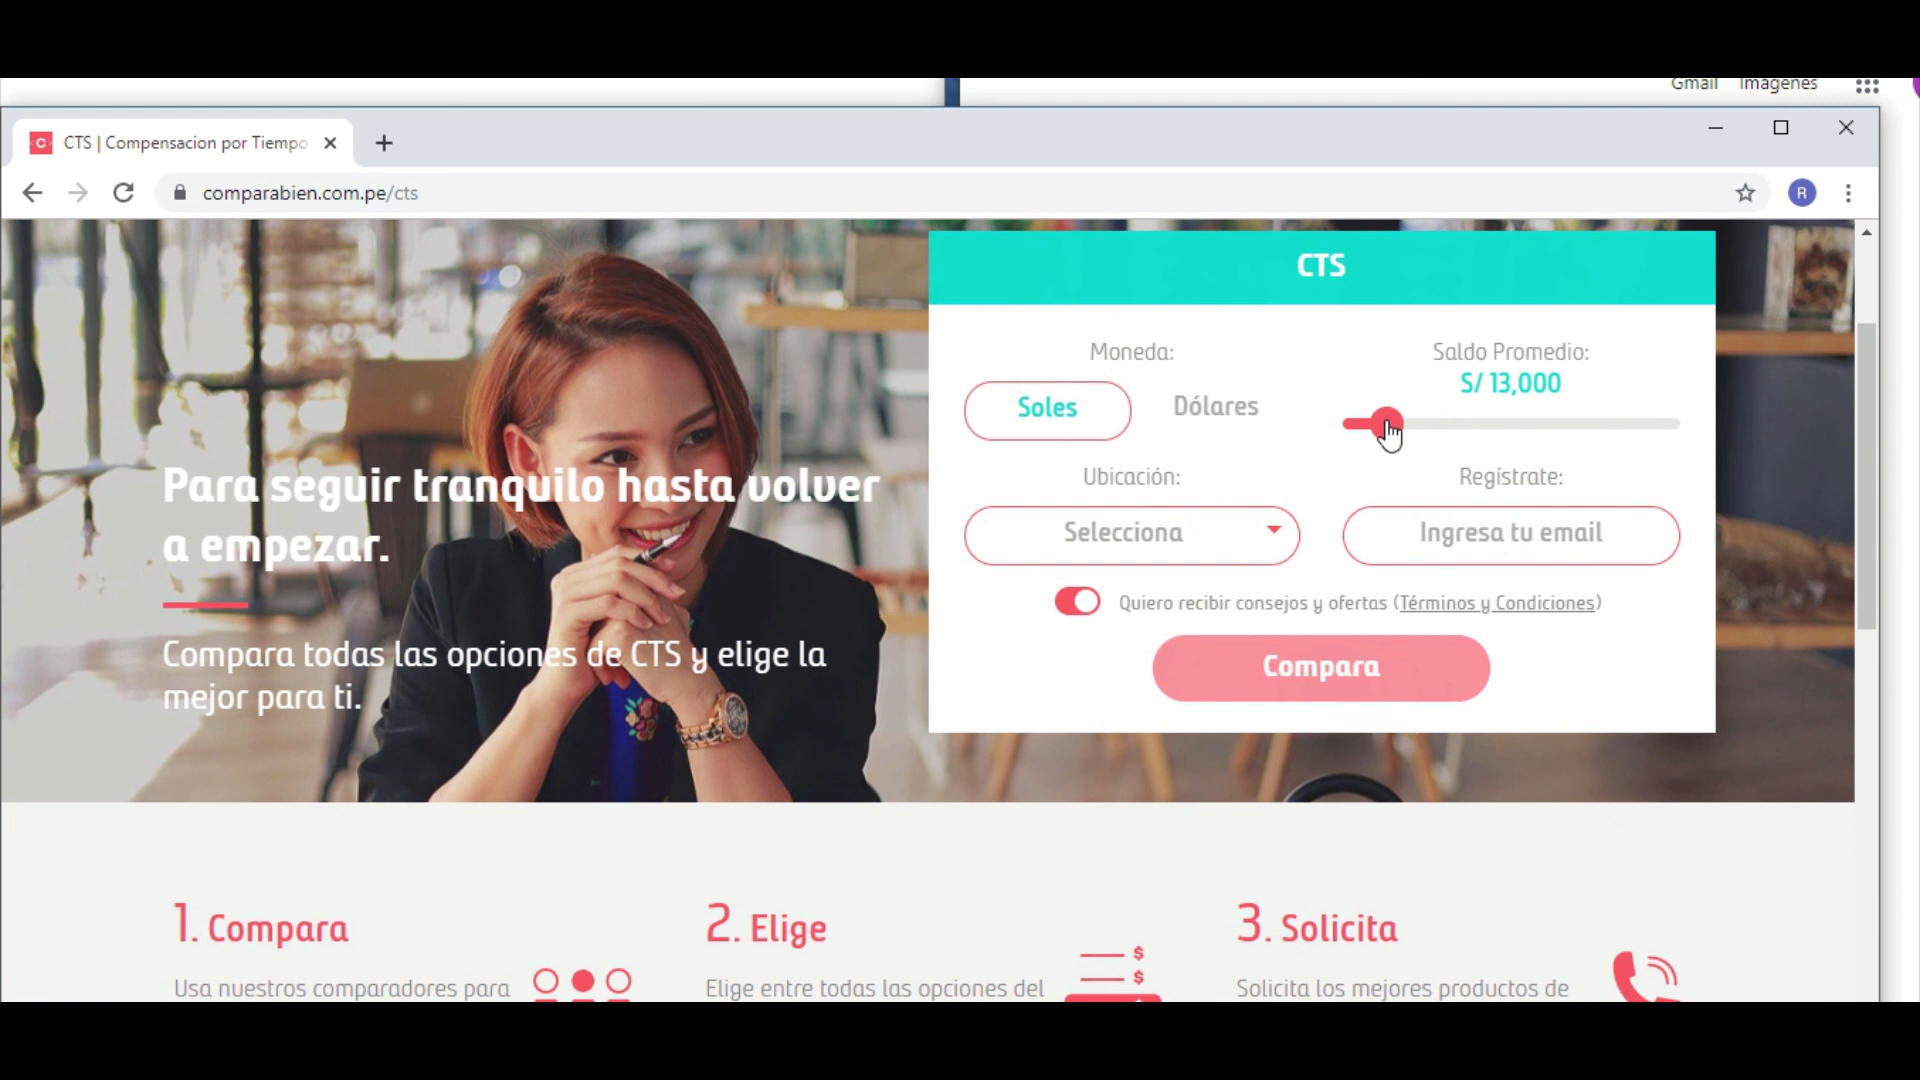 Gmail Imágenes
CTS | Compensacion por Tiempo
comparabien.com.pe/cts
R
CTS
Moneda:
Saldo Promedio:
S/ 13,000
Soles
Dólares
Ubicación:
Regístrate:
Selecciona
Ingresa tu email
Quiero recibir consejos y ofertas (Términos y Condiciones)
Compara
Para seguir tranquilo hasta volver
a empezar.
Compara todas las opciones de CTS y elige la
mejor para ti.
1. Compara
Usa nuestros comparadores para
2. Elige
Elige entre todas las opciones del
$
$
3. Solicita
Solicita los mejores productos de